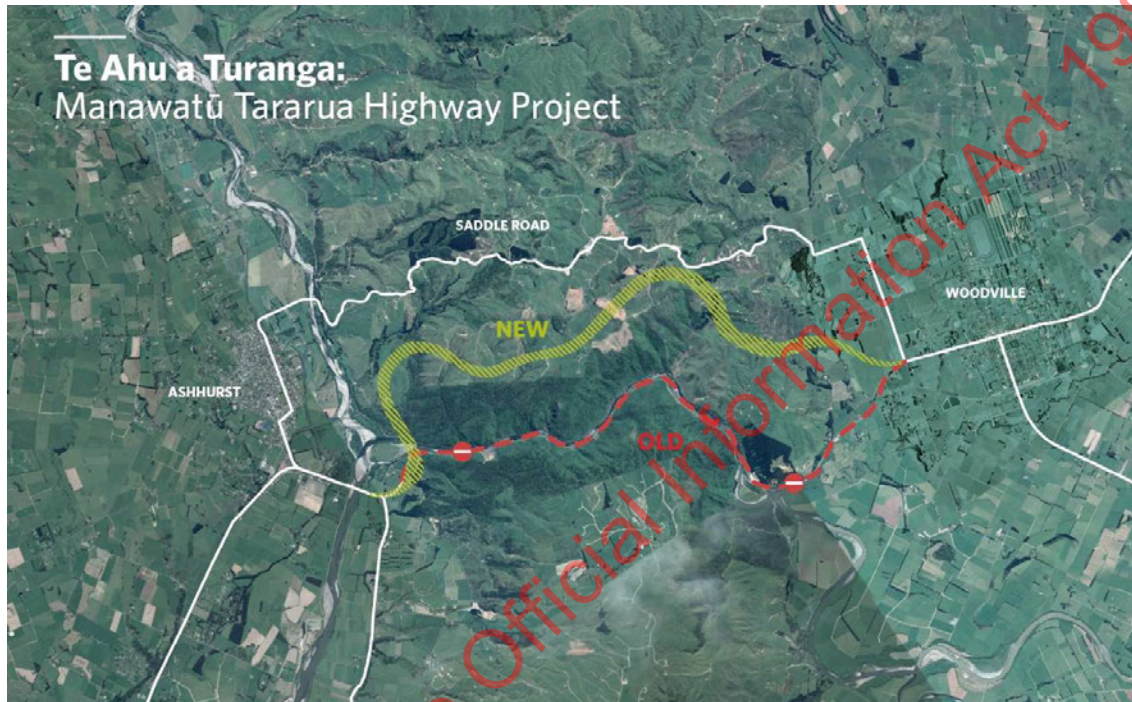 Te Ahu a Turanga:
Manawatū Tararua Highway Project
SADDLE ROAD
NEW
WOODVILLE
ASHHURST
OLD
Official Information Act 19